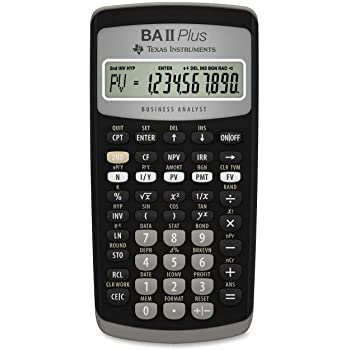 BA II Plus
TEXAS INSTRUMENTS
2nd INV HYP ENTER ↔ DEL INS BGN RAD ◁
PV = 1,234,567,890.
BUSINESS ANALYST
QUIT SET DEL INS
CPT ENTER ↑ ↓ ON/OFF
2ND CF NPV IRR →
xP/Y P/Y AMORT BGN CLR TVM
N I/Y PV PMT FV
K RAND
% √x x² 1/x ÷
HYP SIN COS TAN x!
INV ( ) yˣ ×
eˣ DATA STAT BOND nPr
LN 7 8 9 −
ROUND DEPR Δ% BRKEVN nCr
STO 4 5 6 +
DATE ICONV PROFIT ANS
RCL 1 2 3 =
CLR WORK MEM FORMAT RESET
CE|C 0 • +|−